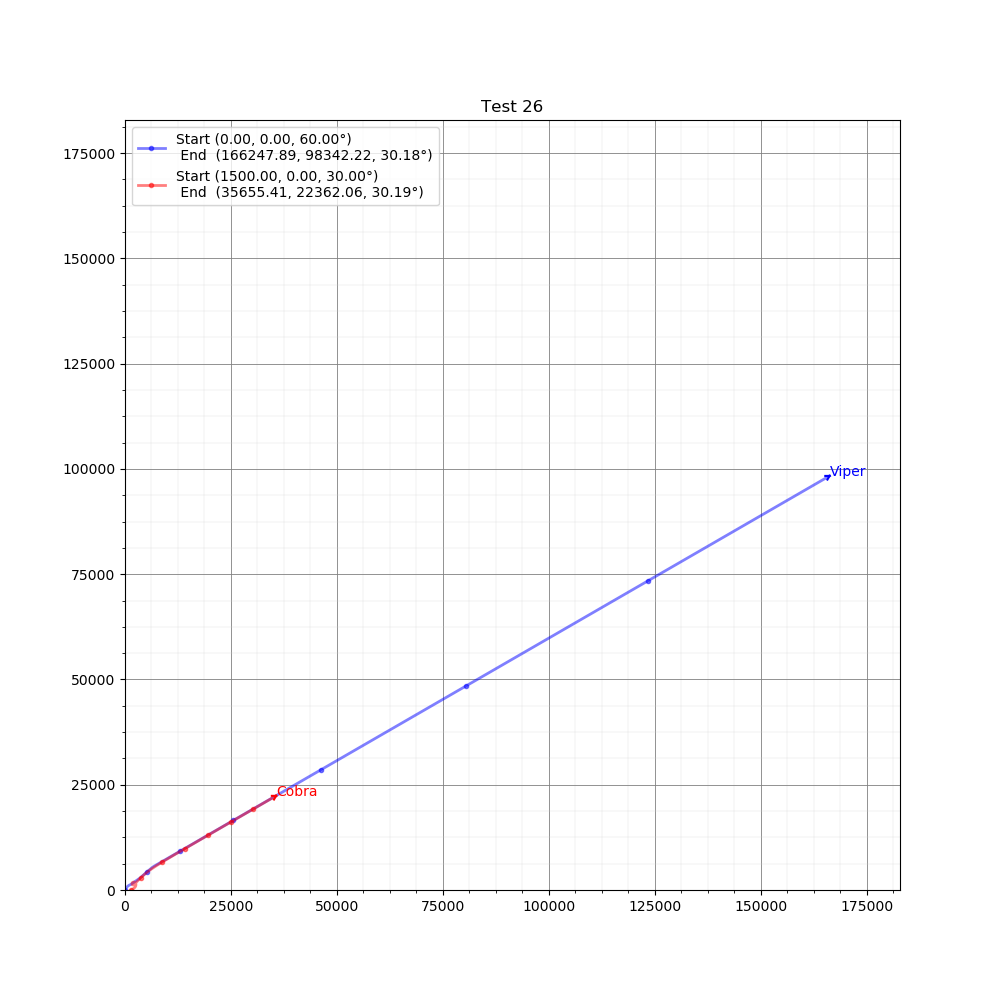 Test 26
Start (0.00, 0.00, 60.00°)
End (166247.89, 98342.22, 30.18°)
Start (1500.00, 0.00, 30.00°)
End (35655.41, 22362.06, 30.19°)
175000
150000
125000
100000
75000
50000
25000
0
Viper
Cobra
0 25000 50000 75000 100000 125000 150000 175000